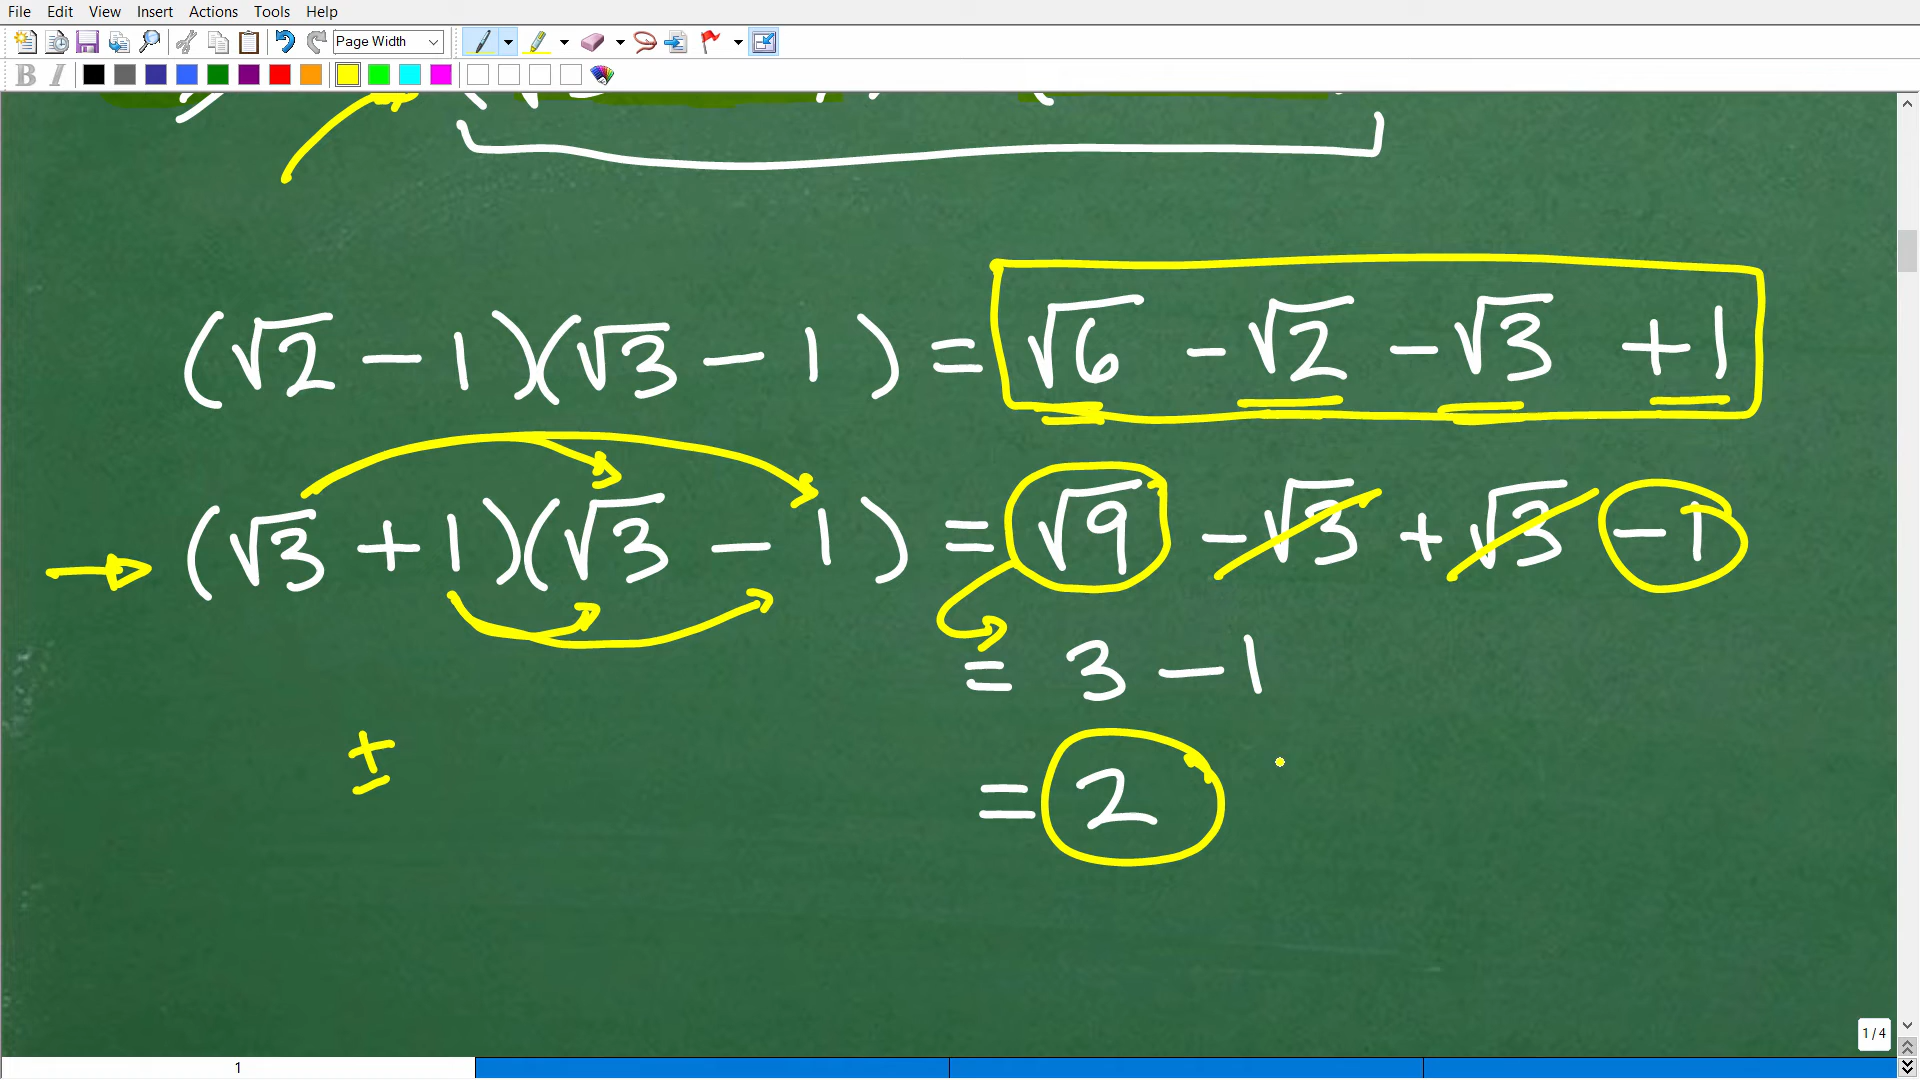 File Edit View Insert Actions Tools Help
Page Width
B I
(√2 − 1)(√3 − 1) = √6 − √2 − √3 + 1
(√3 + 1)(√3 − 1) = √9 − √3 + √3 − 1
= 3 − 1
±
= 2
1 / 4
1